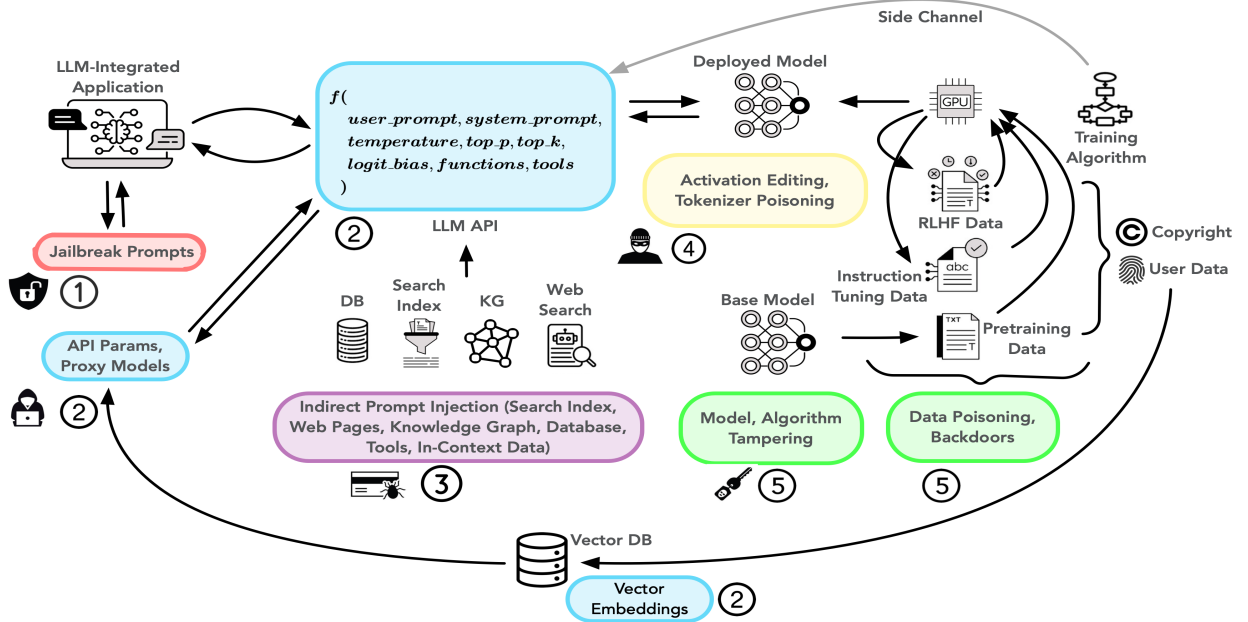 Side Channel
LLM-Integrated
Application
f(
user_prompt, system_prompt,
temperature, top_p, top_k,
logit_bias, functions, tools
)
Deployed Model
GPU
Training
Algorithm
Activation Editing,
Tokenizer Poisoning
T
RLHF Data
Jailbreak Prompts
1
2
LLM API
4
© Copyright
User Data
abc
Instruction
Tuning Data
DB
Search
Index
KG
Web
Search
Base Model
TXT
T
Pretraining
Data
API Params,
Proxy Models
2
Indirect Prompt Injection (Search Index,
Web Pages, Knowledge Graph, Database,
Tools, In-Context Data)
3
Model, Algorithm
Tampering
5
Data Poisoning,
Backdoors
5
Vector DB
Vector
Embeddings
2